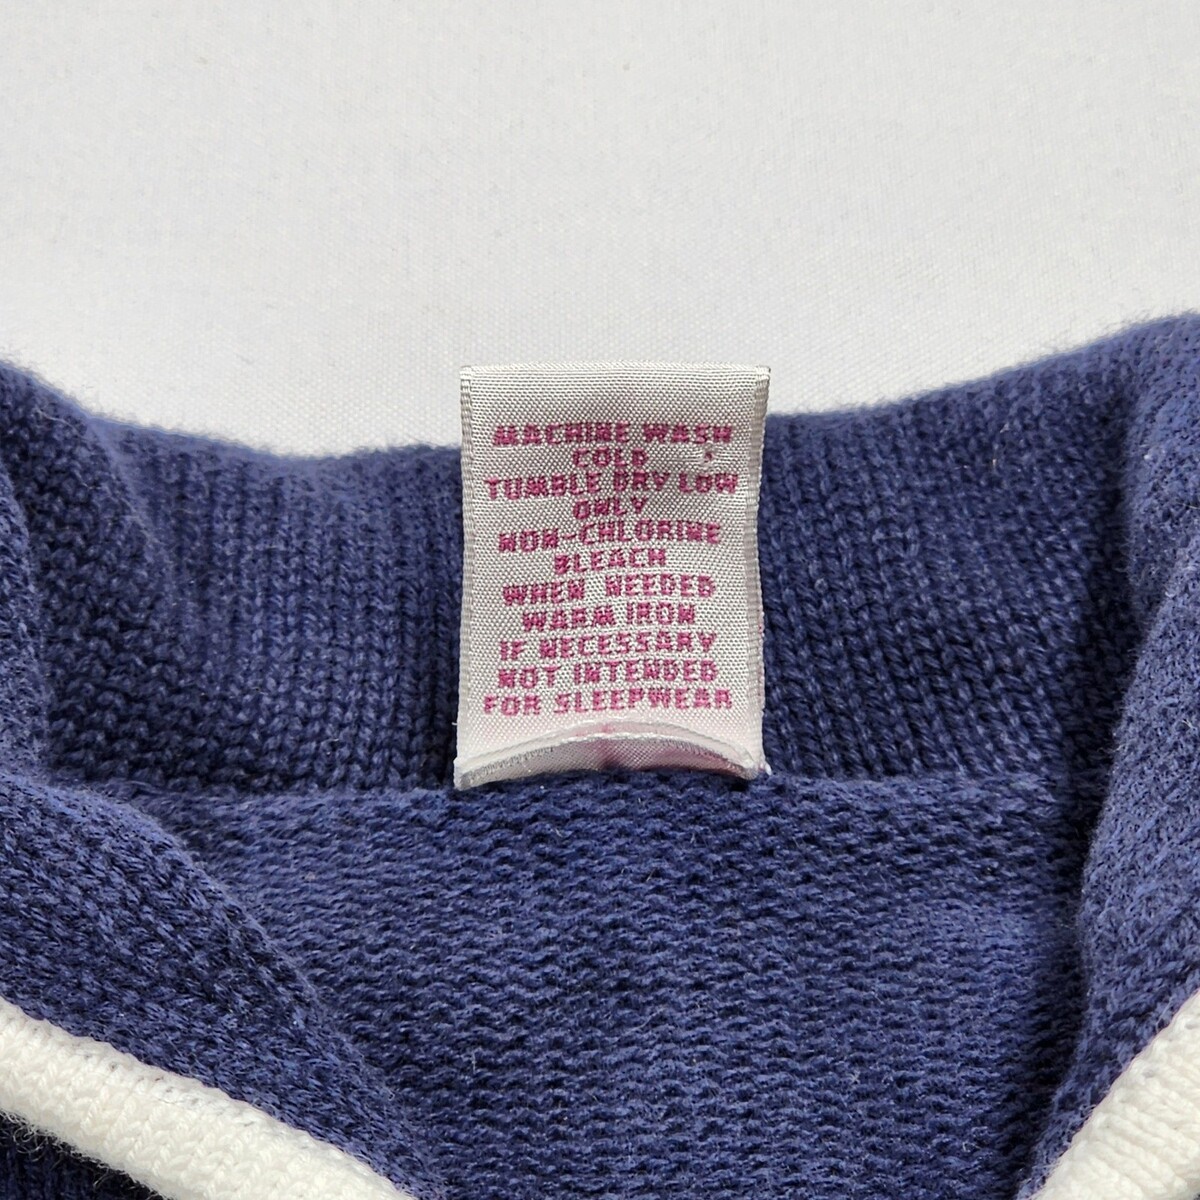 MACHINE WASH
COLD
TUMBLE DRY LOW
ONLY
NON-CHLORINE
BLEACH
WHEN NEEDED
WARM IRON
IF NECESSARY
NOT INTENDED
FOR SLEEPWEAR